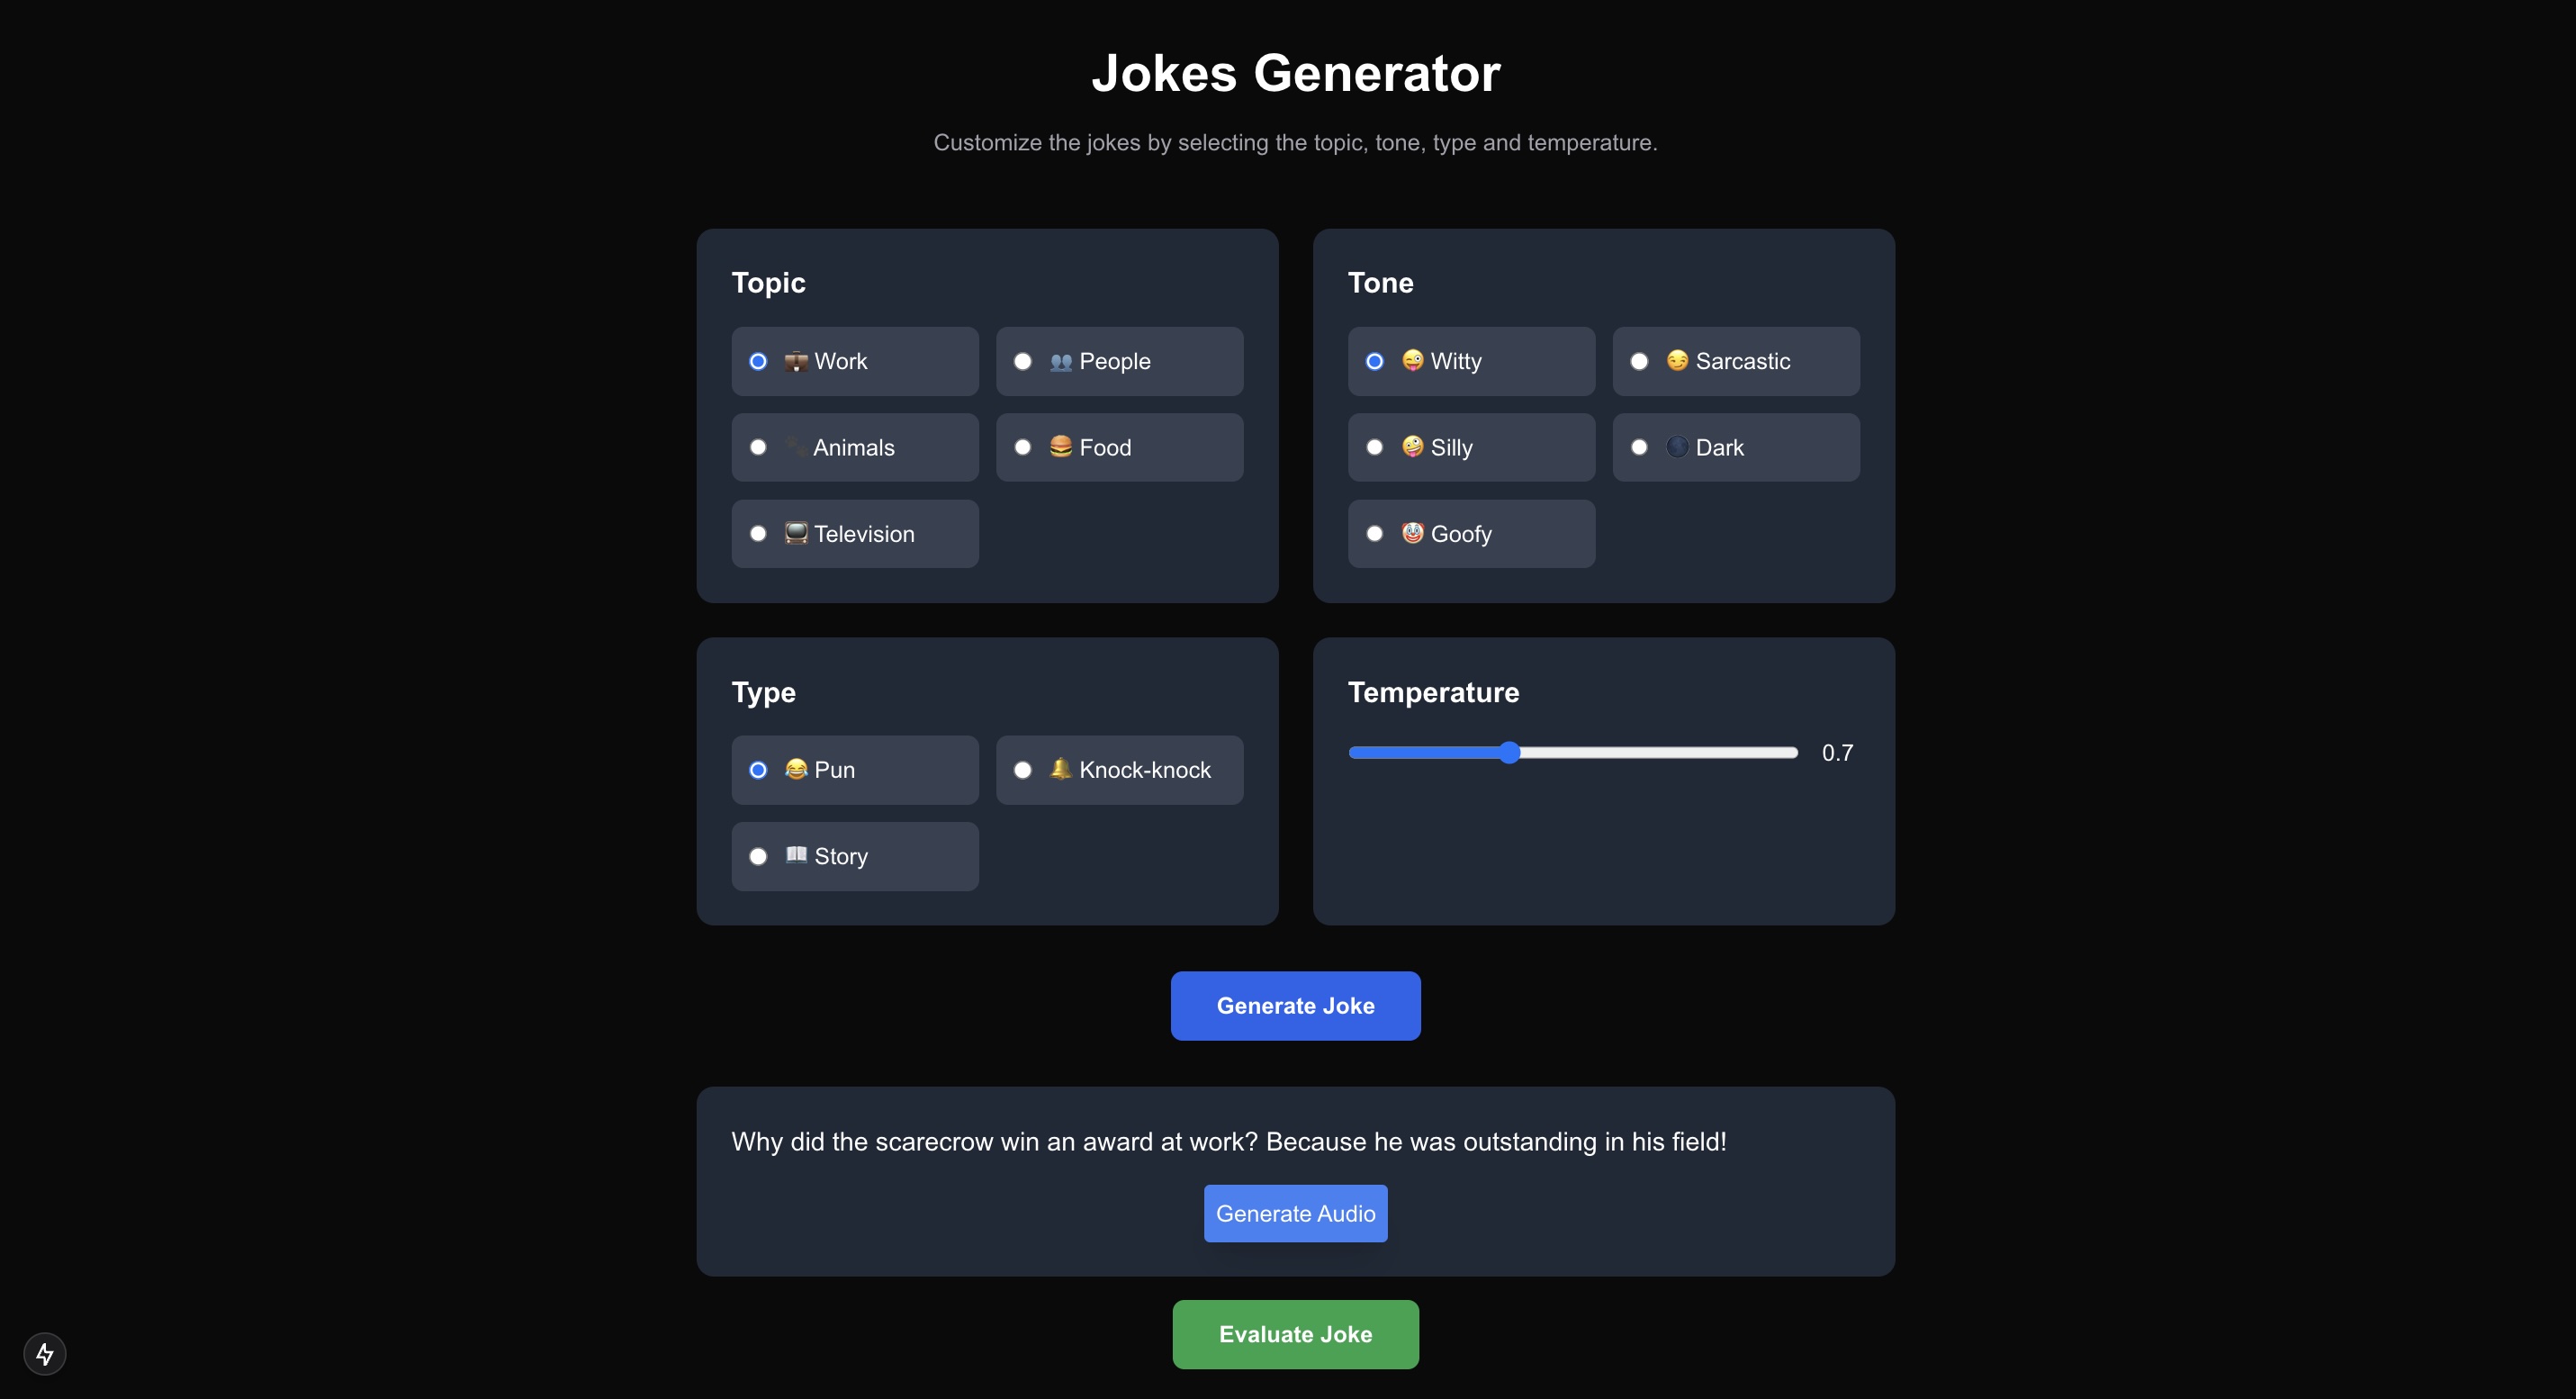 Jokes Generator
Customize the jokes by selecting the topic, tone, type and temperature.
Topic
💼 Work
👥 People
🐾 Animals
🍔 Food
📺 Television
Tone
😜 Witty
😏 Sarcastic
🤪 Silly
🌑 Dark
🤡 Goofy
Type
😂 Pun
🔔 Knock-knock
📖 Story
Temperature
0.7
Generate Joke
Why did the scarecrow win an award at work? Because he was outstanding in his field!
Generate Audio
Evaluate Joke